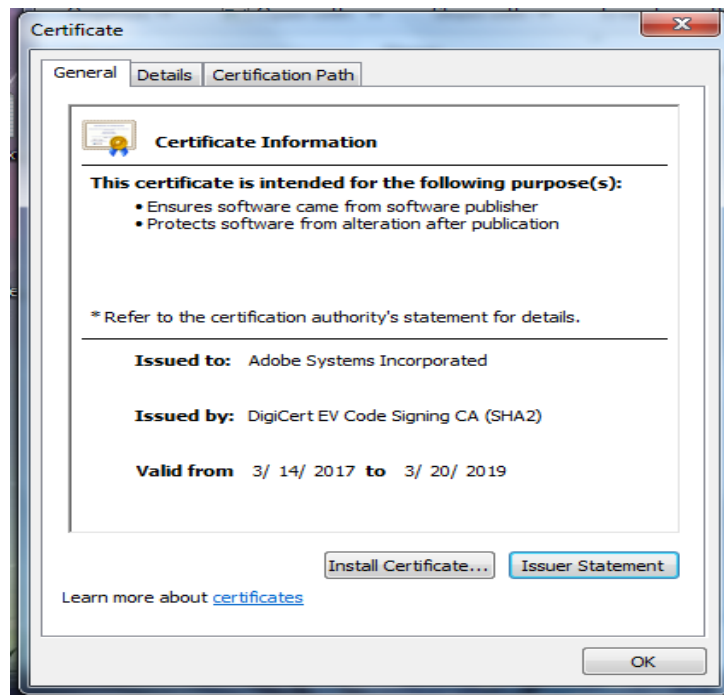 Certificate
General
Details
Certification Path
Certificate Information
This certificate is intended for the following purpose(s):
• Ensures software came from software publisher
• Protects software from alteration after publication
* Refer to the certification authority's statement for details.
Issued to: Adobe Systems Incorporated
Issued by: DigiCert EV Code Signing CA (SHA2)
Valid from 3/ 14/ 2017 to 3/ 20/ 2019
Install Certificate...
Issuer Statement
Learn more about certificates
OK